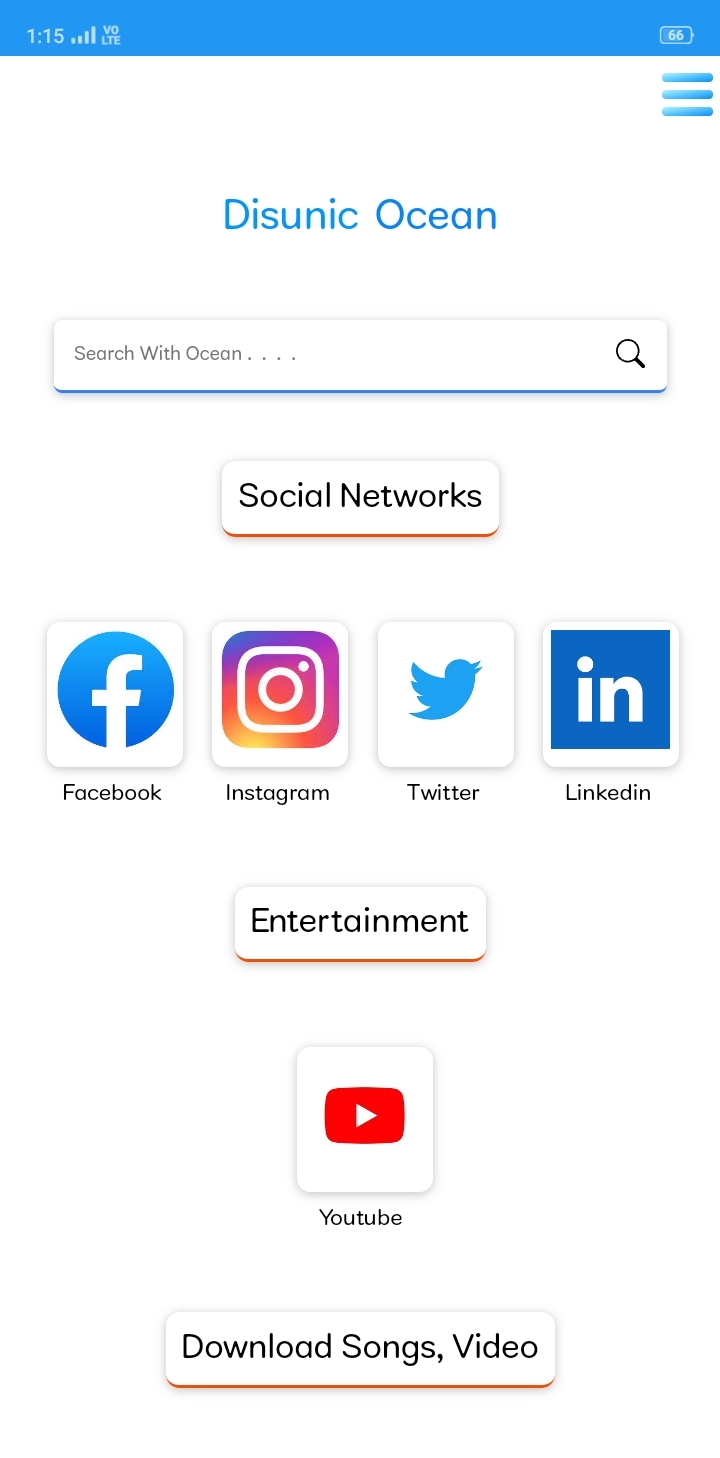 1:15 VO LTE 66
Disunic Ocean
Search With Ocean . . . .
Social Networks
Facebook Instagram Twitter Linkedin
Entertainment
Youtube
Download Songs, Video